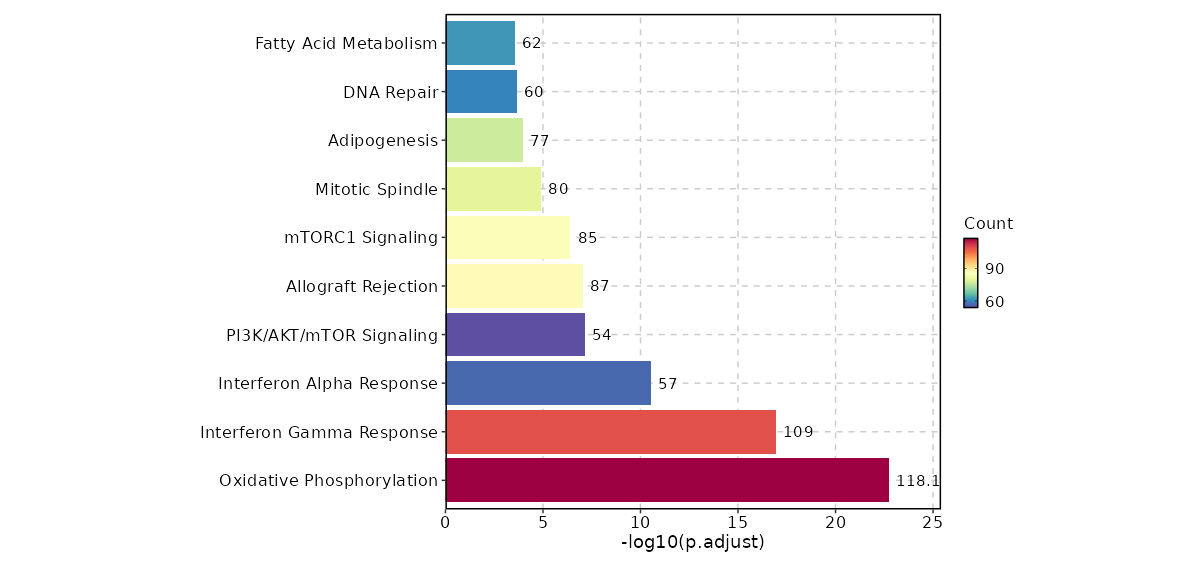 Fatty Acid Metabolism
62
DNA Repair
60
Adipogenesis
77
Mitotic Spindle
80
mTORC1 Signaling
85
Allograft Rejection
87
PI3K/AKT/mTOR Signaling
54
Interferon Alpha Response
57
Interferon Gamma Response
109
Oxidative Phosphorylation
118.1
0 5 10 15 20 25
-log10(p.adjust)
Count
90
60